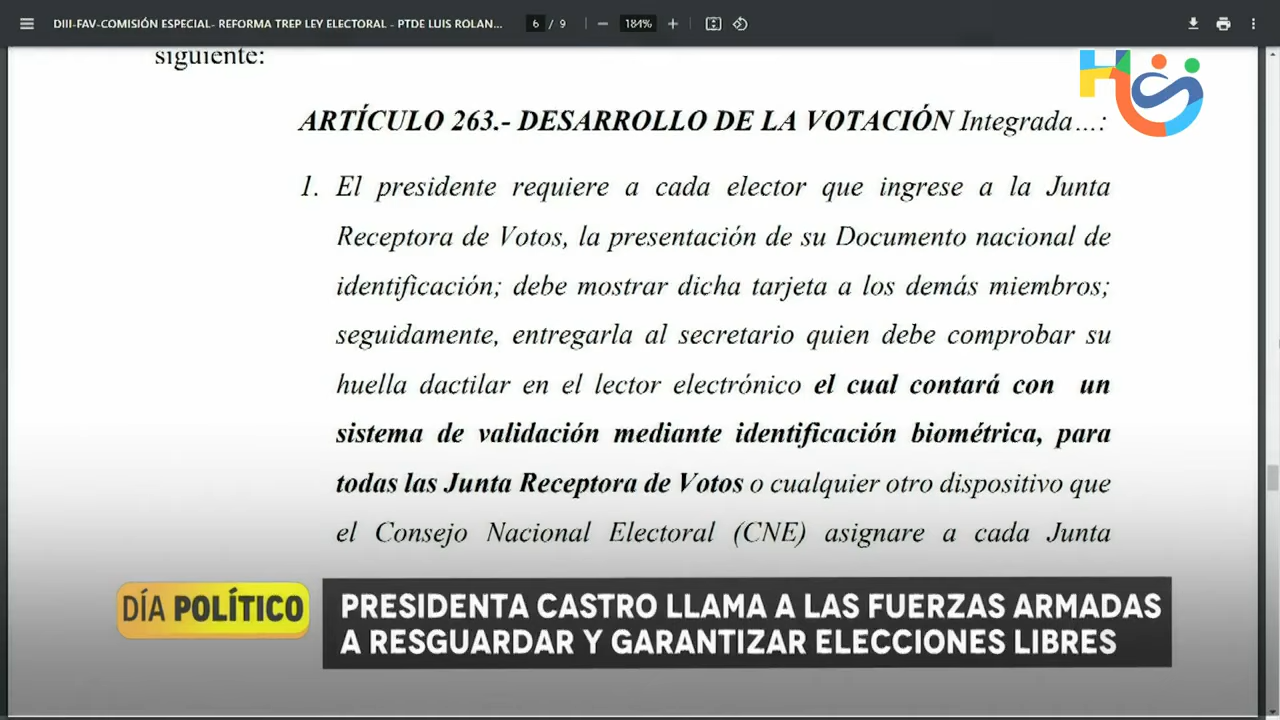 DIII-FAV-COMISIÓN ESPECIAL- REFORMA TREP LEY ELECTORAL - PTDE LUIS ROLAN...
6 / 9
184%
siguiente:
ARTÍCULO 263.- DESARROLLO DE LA VOTACIÓN Integrada…:
1. El presidente requiere a cada elector que ingrese a la Junta
Receptora de Votos, la presentación de su Documento nacional de
identificación; debe mostrar dicha tarjeta a los demás miembros;
seguidamente, entregarla al secretario quien debe comprobar su
huella dactilar en el lector electrónico el cual contará con un
sistema de validación mediante identificación biométrica, para
todas las Junta Receptora de Votos o cualquier otro dispositivo que
el Consejo Nacional Electoral (CNE) asignare a cada Junta
DÍA POLÍTICO
PRESIDENTA CASTRO LLAMA A LAS FUERZAS ARMADAS
A RESGUARDAR Y GARANTIZAR ELECCIONES LIBRES